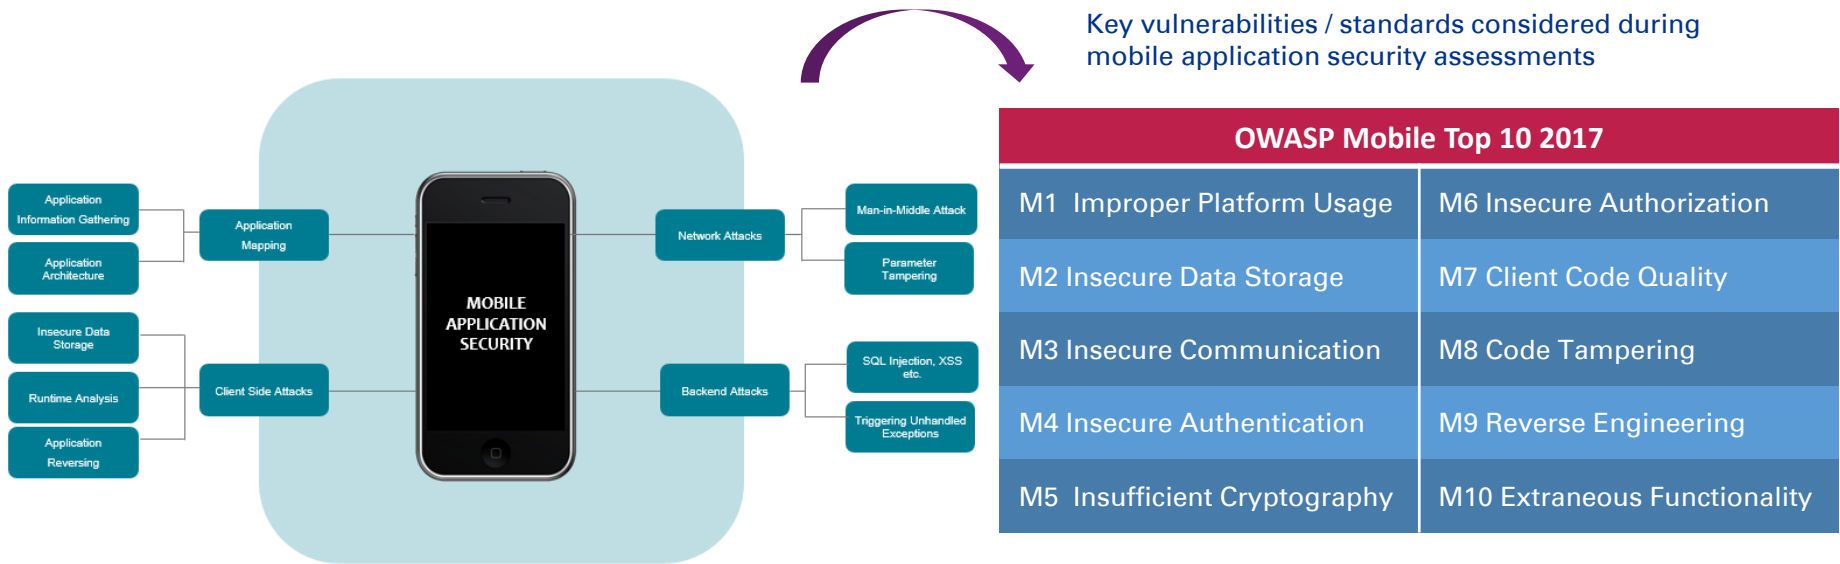 Key vulnerabilities / standards considered during
mobile application security assessments
Application
Information Gathering
Application
Architecture
Application
Mapping
Insecure Data
Storage
Runtime Analysis
Application
Reversing
Client Side Attacks
MOBILE
APPLICATION
SECURITY
Network Attacks
Man-in-Middle Attack
Parameter
Tampering
Backend Attacks
SQL Injection, XSS
etc.
Triggering Unhandled
Exceptions
OWASP Mobile Top 10 2017
M1 Improper Platform Usage
M6 Insecure Authorization
M2 Insecure Data Storage
M7 Client Code Quality
M3 Insecure Communication
M8 Code Tampering
M4 Insecure Authentication
M9 Reverse Engineering
M5 Insufficient Cryptography
M10 Extraneous Functionality